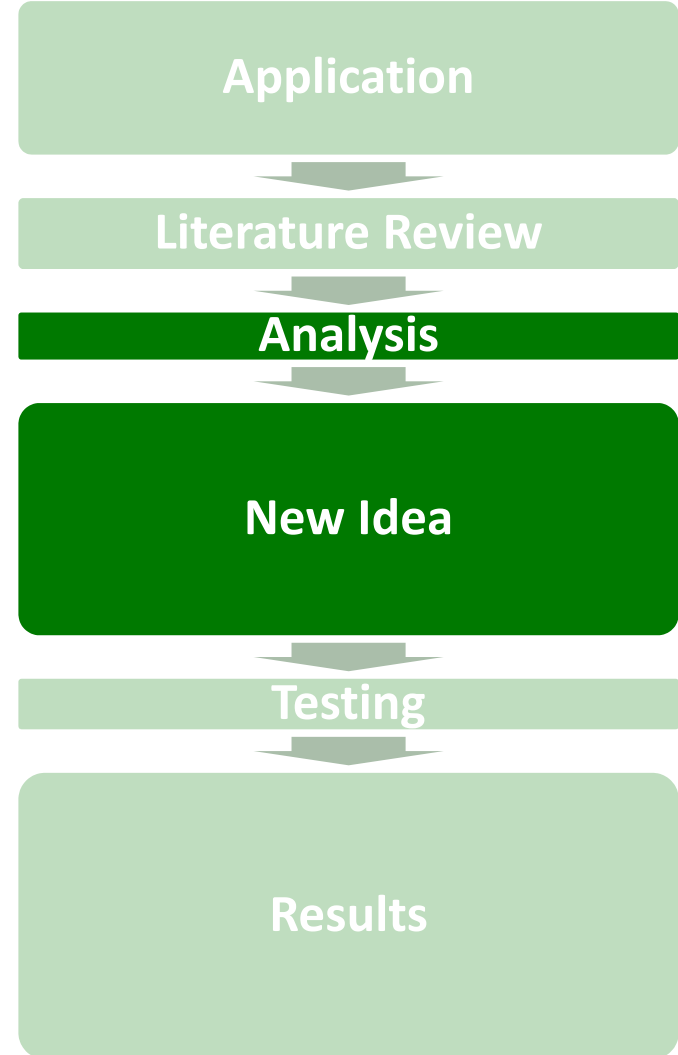 Application
Literature Review
Analysis
New Idea
Testing
Results